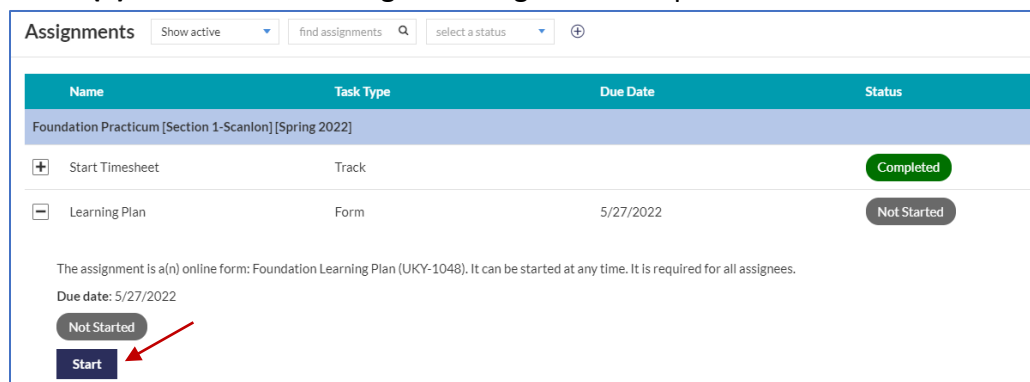 Assignments Show active find assignments select a status
Name Task Type Due Date Status
Foundation Practicum [Section 1-Scanlon] [Spring 2022]
Start Timesheet Track Completed
Learning Plan Form 5/27/2022 Not Started
The assignment is a(n) online form: Foundation Learning Plan (UKY-1048). It can be started at any time. It is required for all assignees.
Due date: 5/27/2022
Not Started
Start